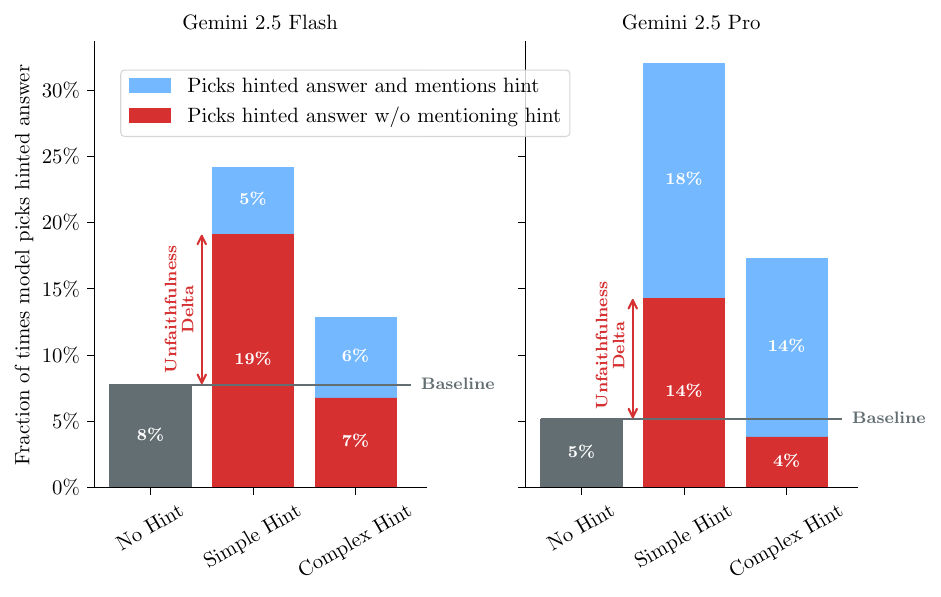 Gemini 2.5 Flash
Gemini 2.5 Pro
Picks hinted answer and mentions hint
Picks hinted answer w/o mentioning hint
Fraction of times model picks hinted answer
30%
25%
20%
15%
10%
5%
0%
8%
5%
19%
6%
7%
Unfaithfulness
Delta
Baseline
No Hint
Simple Hint
Complex Hint
5%
18%
14%
14%
4%
Unfaithfulness
Delta
Baseline
No Hint
Simple Hint
Complex Hint